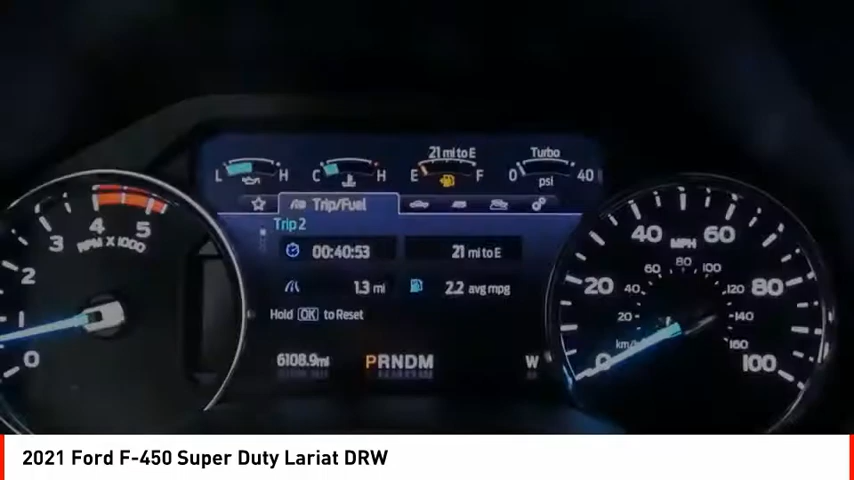 21 mi to E
Turbo
L H C H E F 0 psi 40
Trip/Fuel
Trip 2
00:40:53 21 mi to E
1.3 mi 2.2 avg mpg
Hold OK to Reset
6108.9mi PRNDM W
0 1 2 3 4 5
RPM X 1000
0 20 40 60 80 100
MPH
20 40 60 80 100 120 140 160
km/h
2021 Ford F-450 Super Duty Lariat DRW